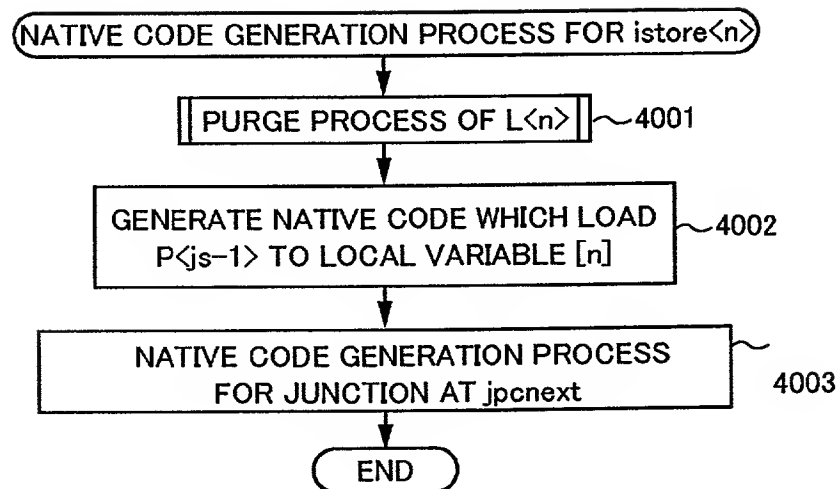 NATIVE CODE GENERATION PROCESS FOR istore<n>
PURGE PROCESS OF L<n>
4001
GENERATE NATIVE CODE WHICH LOAD
P<js-1> TO LOCAL VARIABLE [n]
4002
NATIVE CODE GENERATION PROCESS
FOR JUNCTION AT jpcnext
4003
END